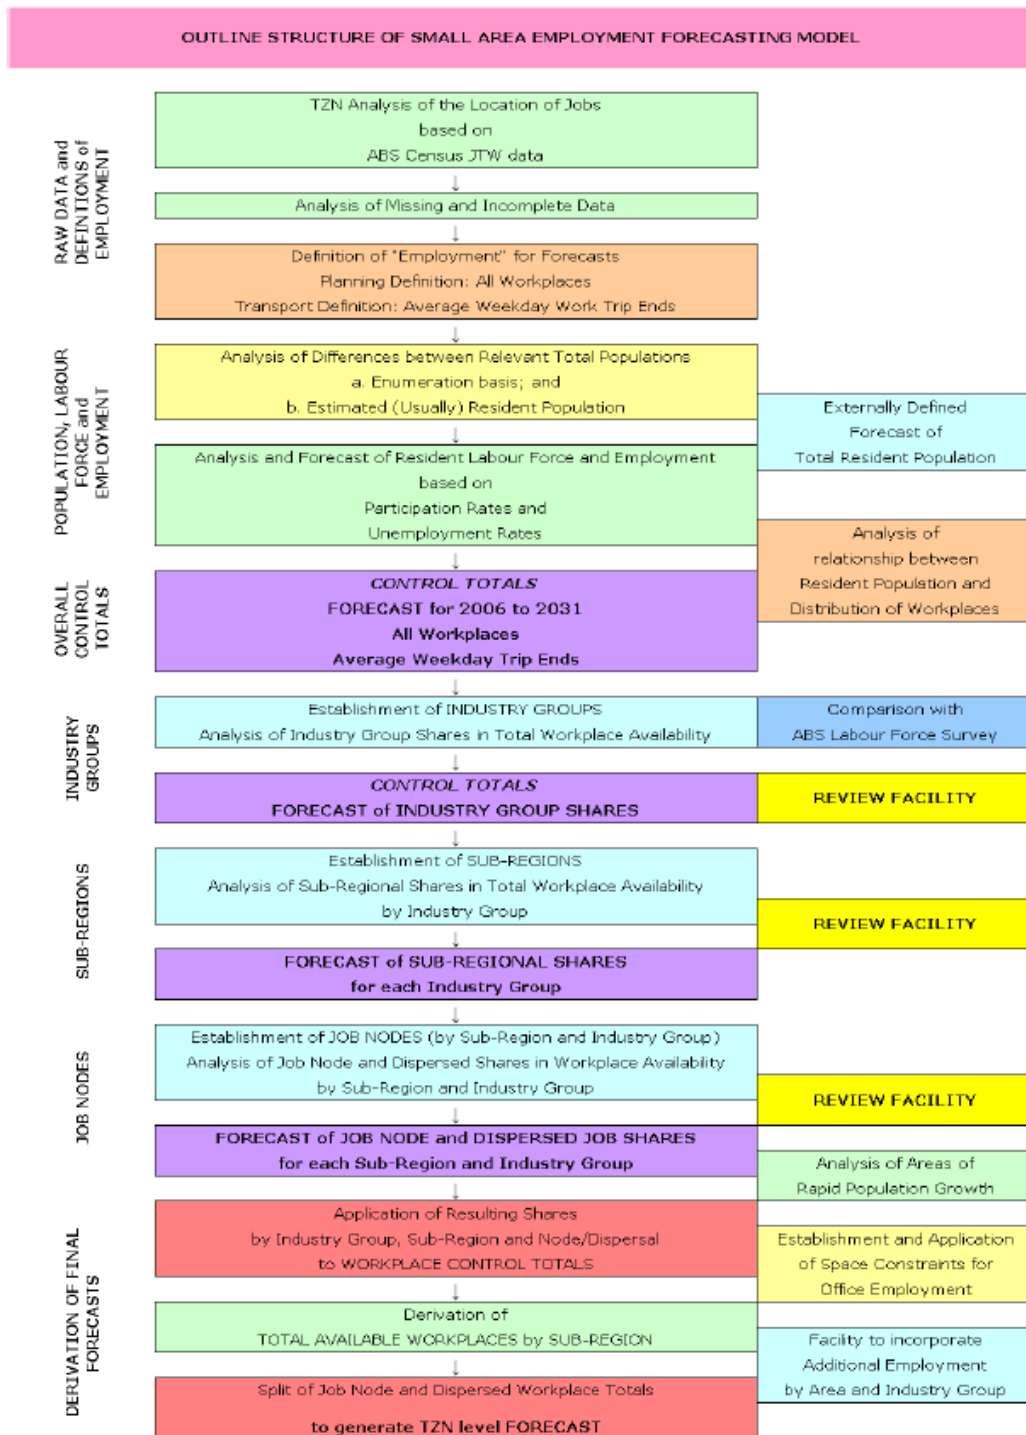 OUTLINE STRUCTURE OF SMALL AREA EMPLOYMENT FORECASTING MODEL
RAW DATA and
DEFINTIONS of
EMPLOYMENT
TZN Analysis of the Location of Jobs
based on
ABS Census JTW data
↓
Analysis of Missing and Incomplete Data
↓
Definition of "Employment" for Forecasts
Planning Definition: All Workplaces
Transport Definition: Average Weekday Work Trip Ends
↓
POPULATION, LABOUR
FORCE and
EMPLOYMENT
Analysis of Differences between Relevant Total Populations
a. Enumeration basis; and
b. Estimated (Usually) Resident Population
Externally Defined
Forecast of
Total Resident Population
↓
Analysis and Forecast of Resident Labour Force and Employment
based on
Participation Rates and
Unemployment Rates
Analysis of
relationship between
Resident Population and
Distribution of Workplaces
↓
OVERALL
CONTROL
TOTALS
CONTROL TOTALS
FORECAST for 2006 to 2031
All Workplaces
Average Weekday Trip Ends
↓
INDUSTRY
GROUPS
Establishment of INDUSTRY GROUPS
Analysis of Industry Group Shares in Total Workplace Availability
Comparison with
ABS Labour Force Survey
↓
CONTROL TOTALS
FORECAST of INDUSTRY GROUP SHARES
REVIEW FACILITY
↓
SUB-REGIONS
Establishment of SUB-REGIONS
Analysis of Sub-Regional Shares in Total Workplace Availability
by Industry Group
REVIEW FACILITY
↓
FORECAST of SUB-REGIONAL SHARES
for each Industry Group
↓
JOB NODES
Establishment of JOB NODES (by Sub-Region and Industry Group)
Analysis of Job Node and Dispersed Shares in Workplace Availability
by Sub-Region and Industry Group
REVIEW FACILITY
↓
FORECAST of JOB NODE and DISPERSED JOB SHARES
for each Sub-Region and Industry Group
Analysis of Areas of
Rapid Population Growth
↓
DERIVATION OF FINAL
FORECASTS
Application of Resulting Shares
by Industry Group, Sub-Region and Node/Dispersal
to WORKPLACE CONTROL TOTALS
Establishment and Application
of Space Constraints for
Office Employment
↓
Derivation of
TOTAL AVAILABLE WORKPLACES by SUB-REGION
Facility to incorporate
Additional Employment
by Area and Industry Group
↓
Split of Job Node and Dispersed Workplace Totals
to generate TZN level FORECAST